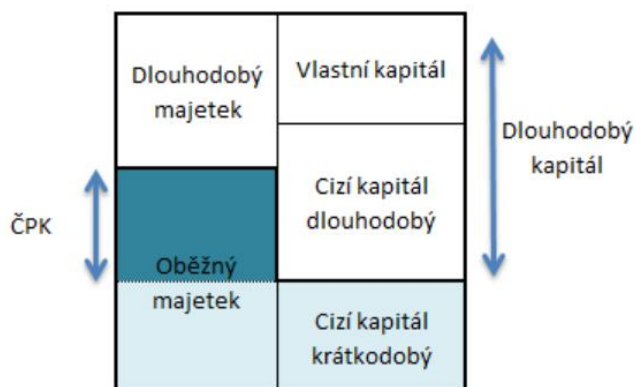 Dlouhodobý
majetek
Vlastní kapitál
Dlouhodobý
kapitál
Cizí kapitál
dlouhodobý
ČPK
Oběžný
majetek
Cizí kapitál
krátkodobý